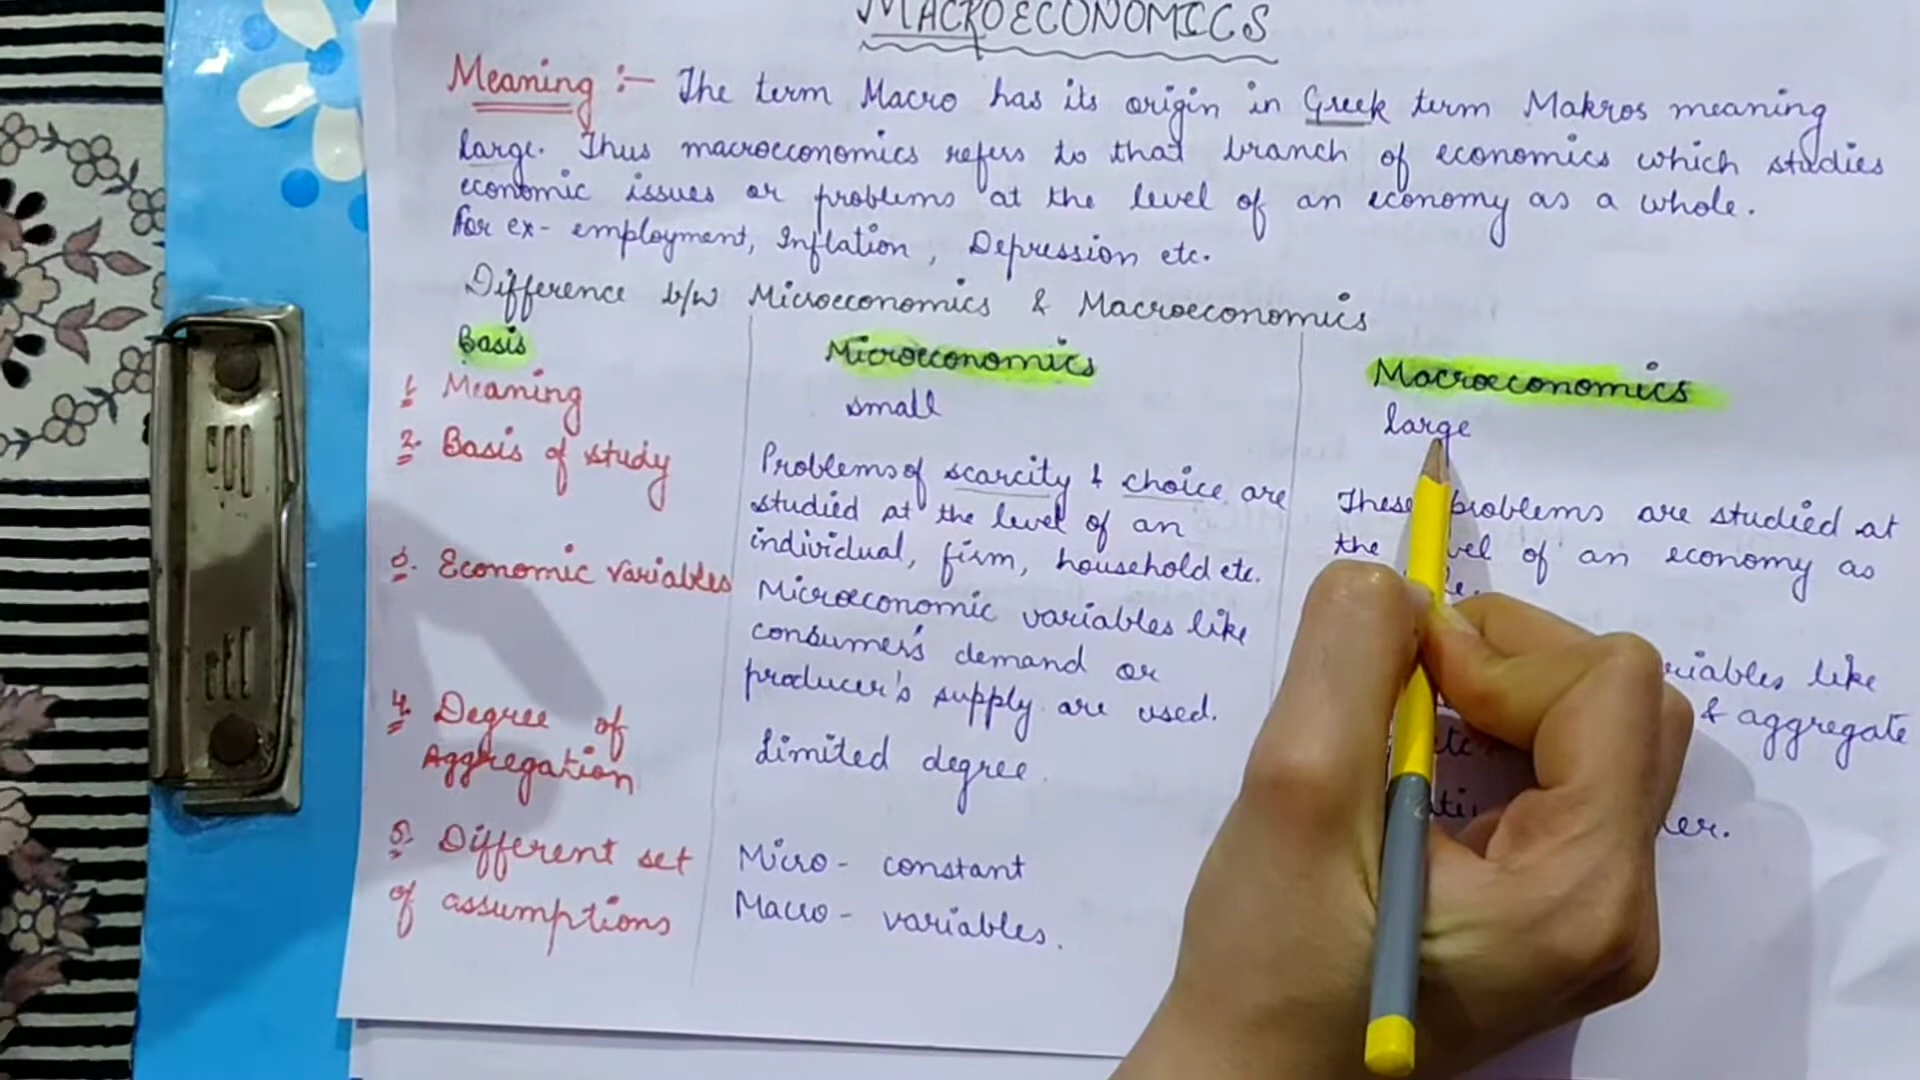 MACROECONOMICS
Meaning :- The term Macro has its origin in Greek term Makros meaning
large. Thus macroeconomics refers to that branch of economics which studies
economic issues or problems at the level of an economy as a whole.
For ex- employment, Inflation, Depression etc.
Difference b/w Microeconomics & Macroeconomics
Basis Microeconomics Macroeconomics
1. Meaning small large
2. Basis of study
Problems of scarcity & choice are
studied at the level of an
individual, firm, household etc.
These problems are studied at
the of an economy as
3. Economic variables
Microeconomic variables like
consumer's demand or
producer's supply are used.
like
& aggregate
etc
4. Degree of
Aggregation
Limited degree.
5. Different set
of assumptions
Micro - constant
Macro - variables.